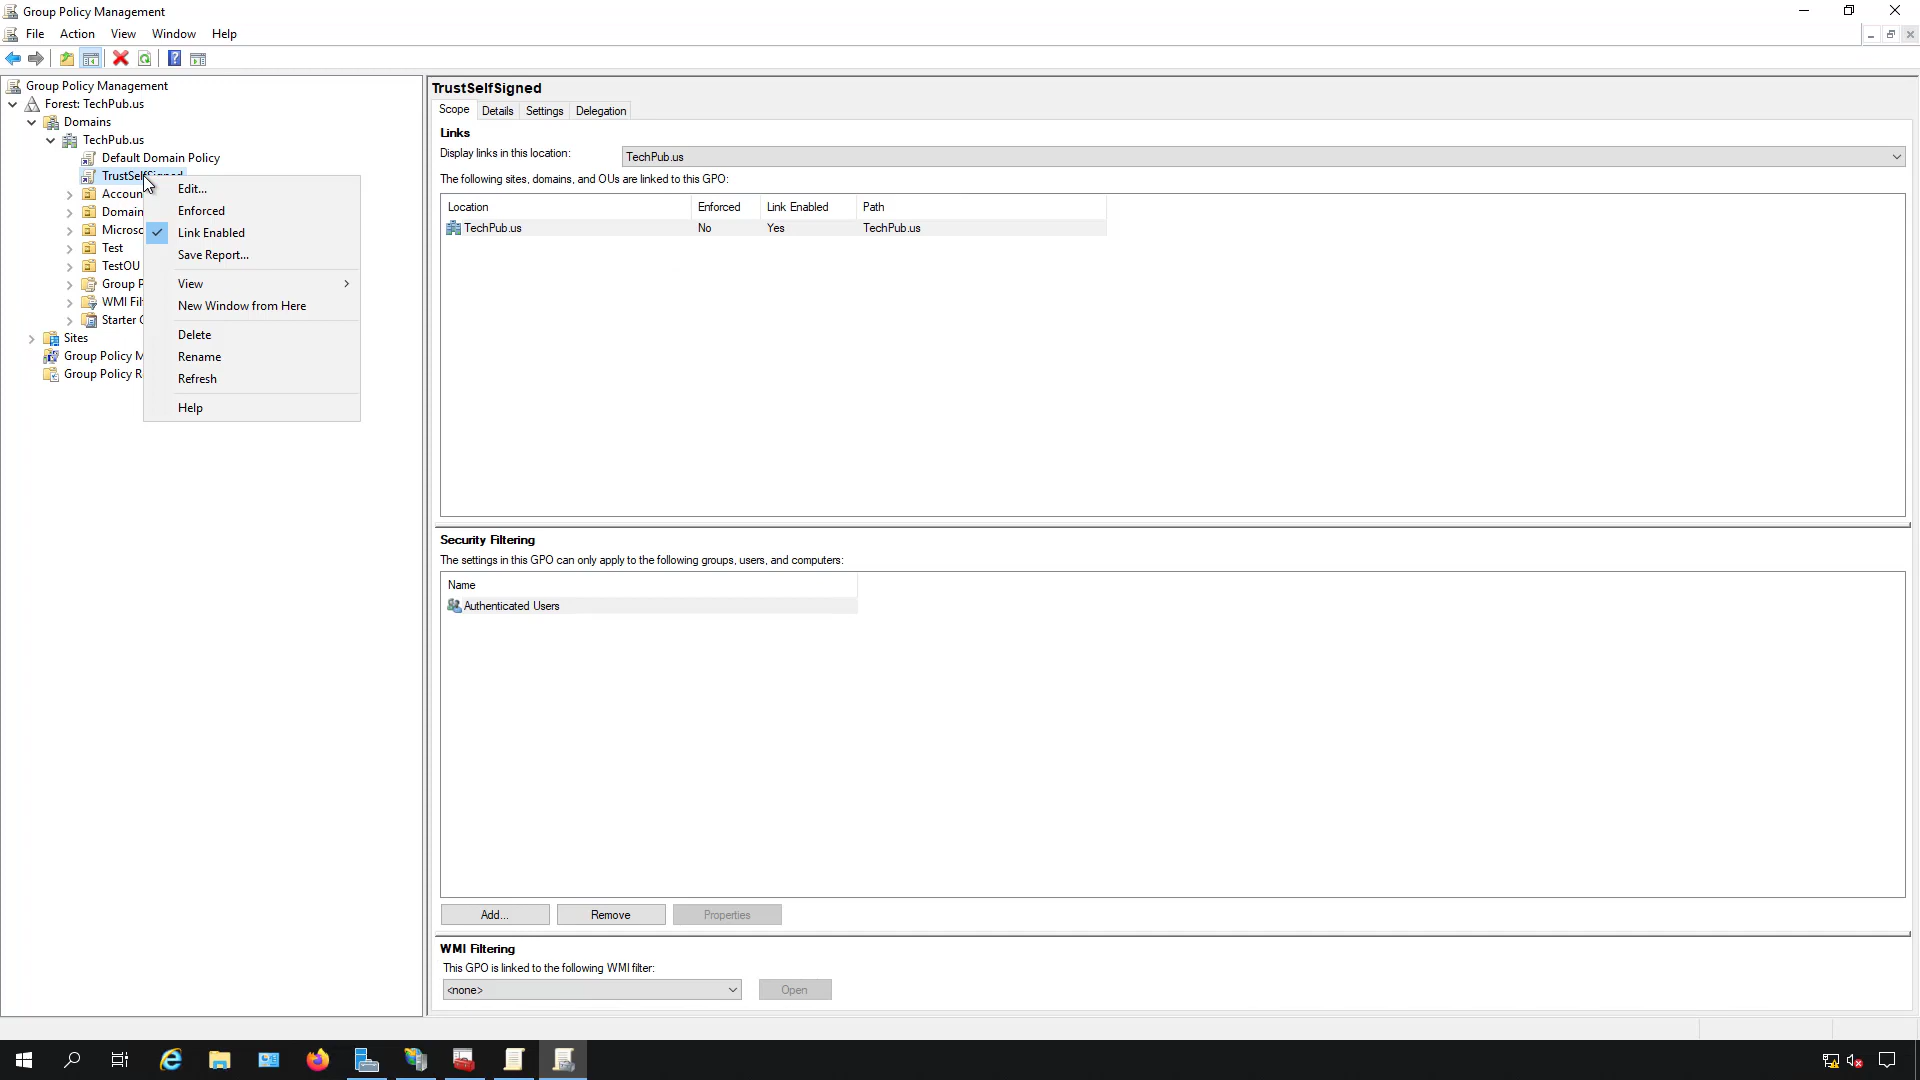 Group Policy Management
File Action View Window Help
Group Policy Management
Forest: TechPub.us
Domains
TechPub.us
Default Domain Policy
TrustSelfSigned
Accoun
Domain
Microso
Test
TestOU
Group P
WMI Filt
Starter G
Sites
Group Policy M
Group Policy R
Edit...
Enforced
Link Enabled
Save Report...
View
New Window from Here
Delete
Rename
Refresh
Help
TrustSelfSigned
Scope Details Settings Delegation
Links
Display links in this location: TechPub.us
The following sites, domains, and OUs are linked to this GPO:
Location Enforced Link Enabled Path
TechPub.us No Yes TechPub.us
Security Filtering
The settings in this GPO can only apply to the following groups, users, and computers:
Name
Authenticated Users
Add... Remove Properties
WMI Filtering
This GPO is linked to the following WMI filter:
<none> Open